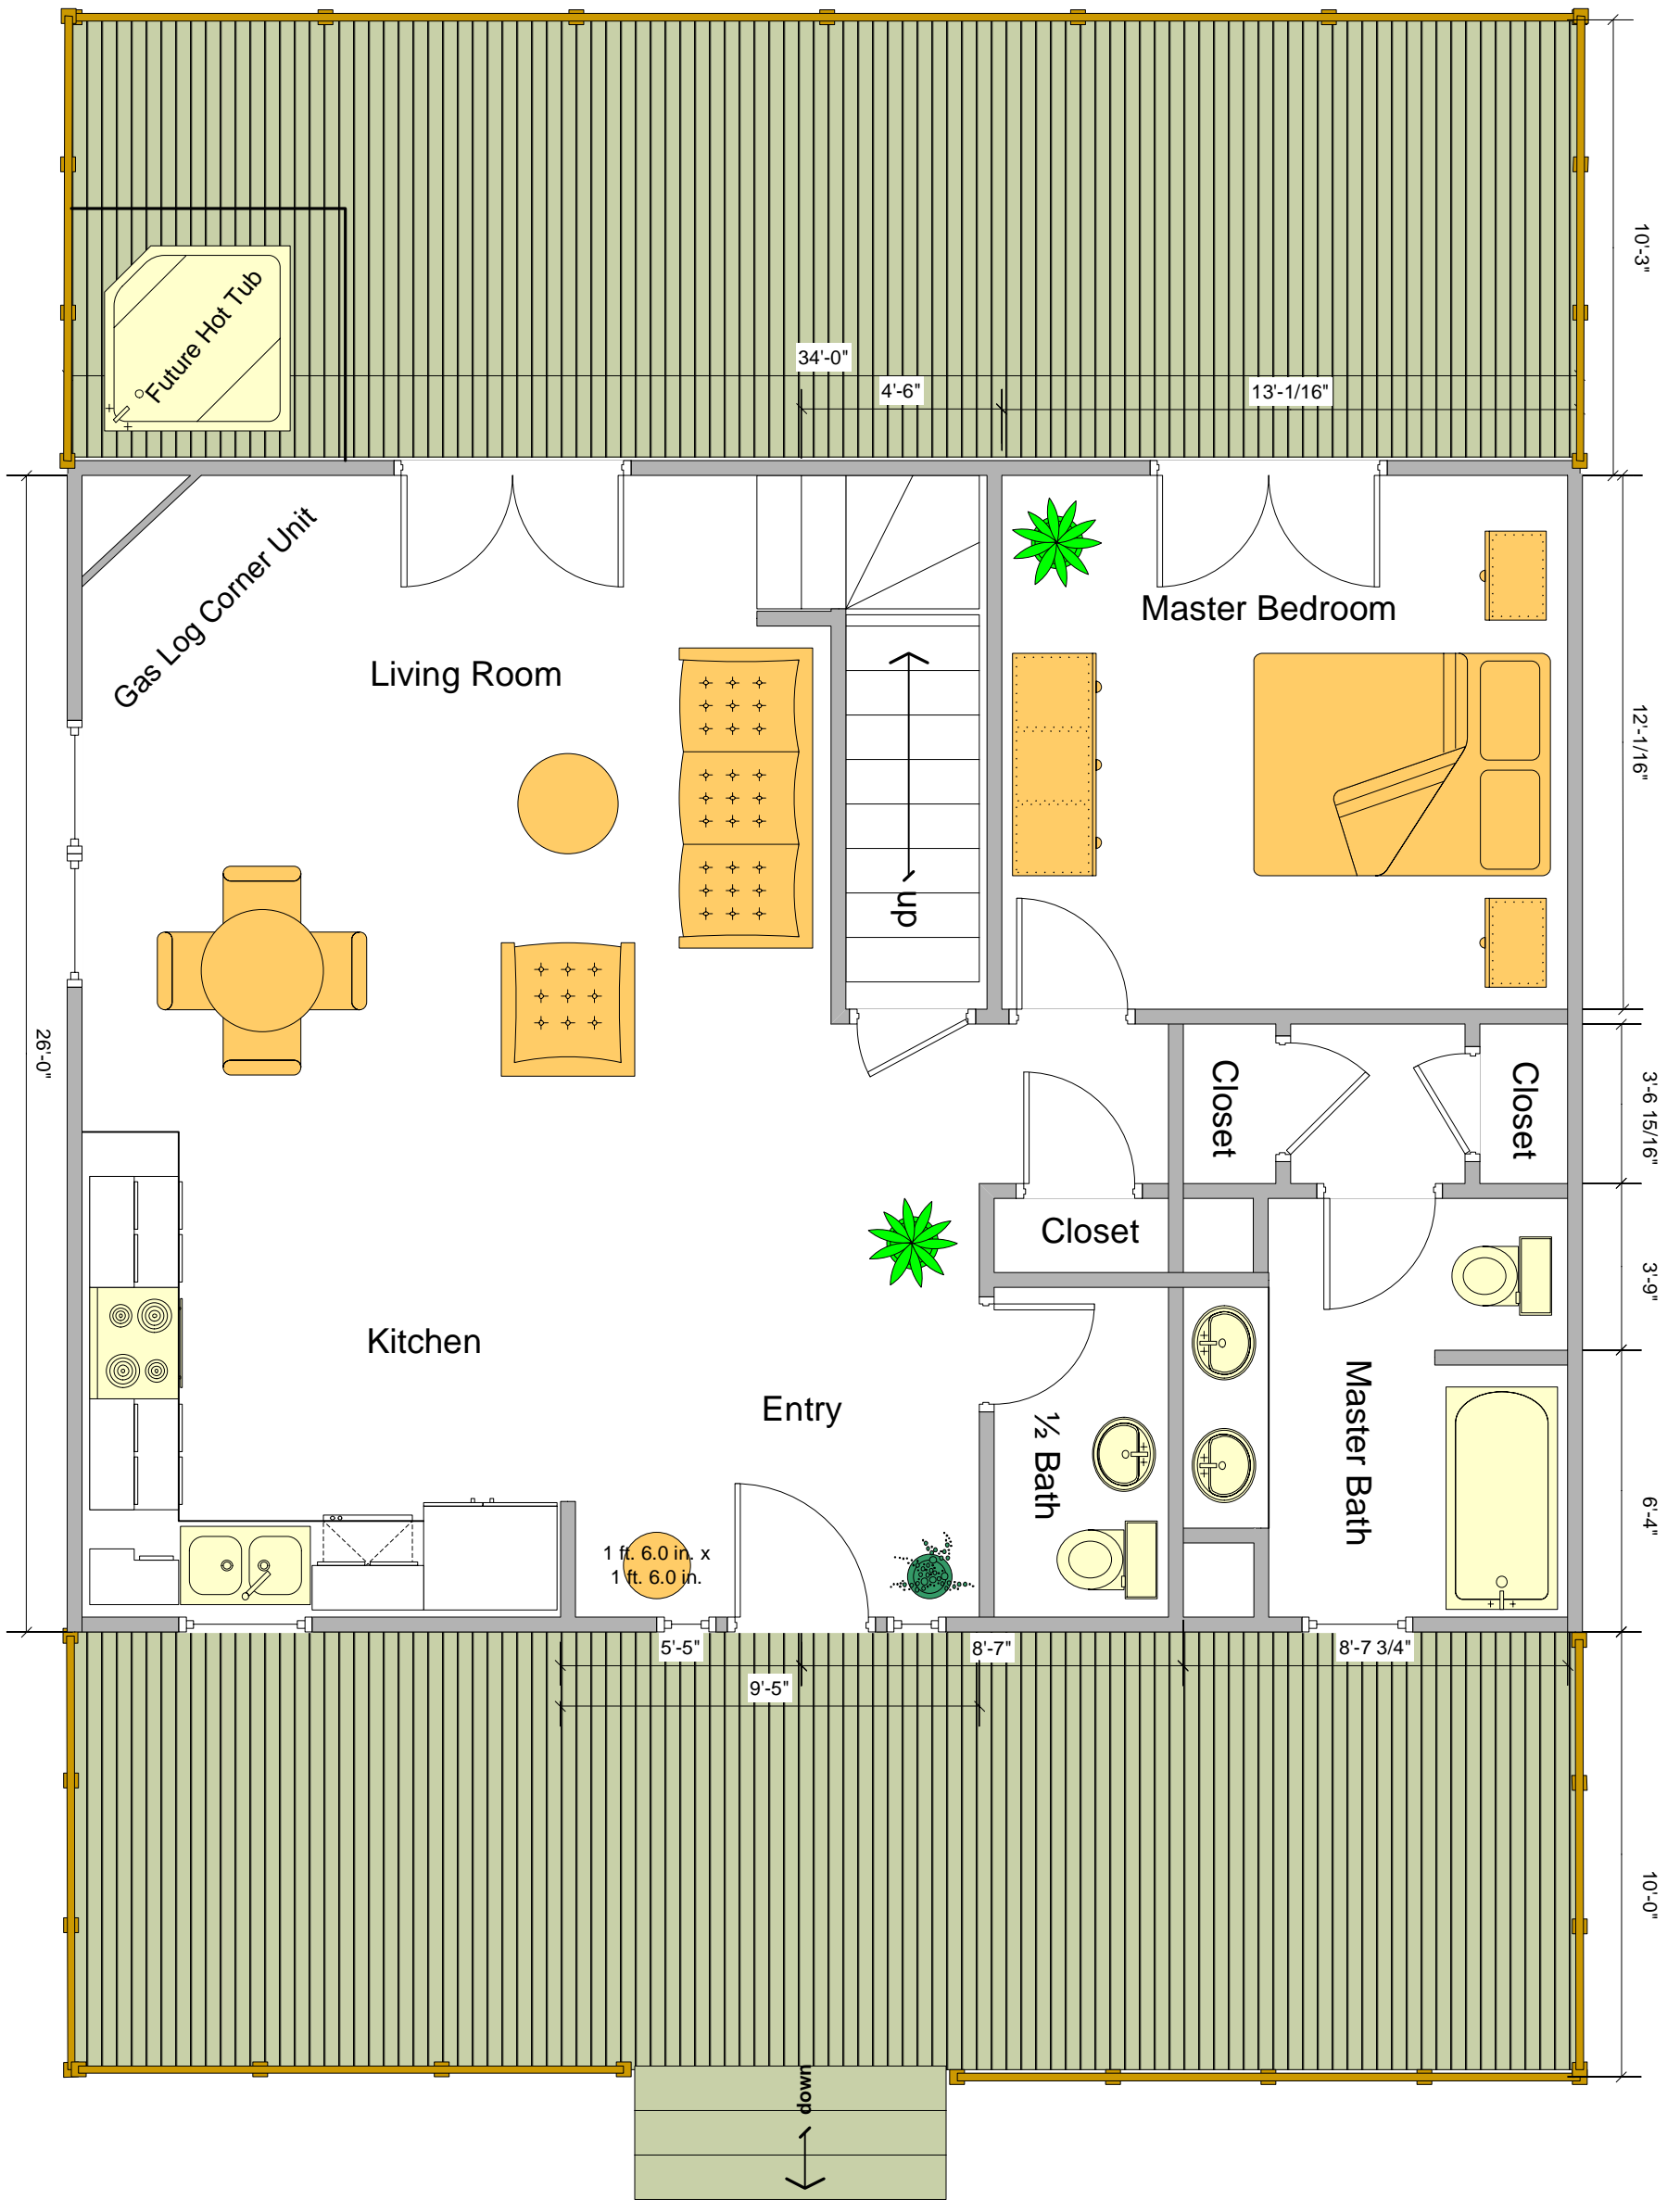 10'-3"
Future Hot Tub
34'-0"
4'-6"
13'-1/16"
Gas Log Corner Unit
Master Bedroom
Living Room
12'-1/16"
up
26'-0"
Closet
Closet
3'-6 15/16"
Closet
3'-9"
Kitchen
Entry
½ Bath
Master Bath
6'-4"
1 ft. 6.0 in. x
1 ft. 6.0 in.
5'-5"
8'-7"
8'-7 3/4"
9'-5"
10'-0"
down